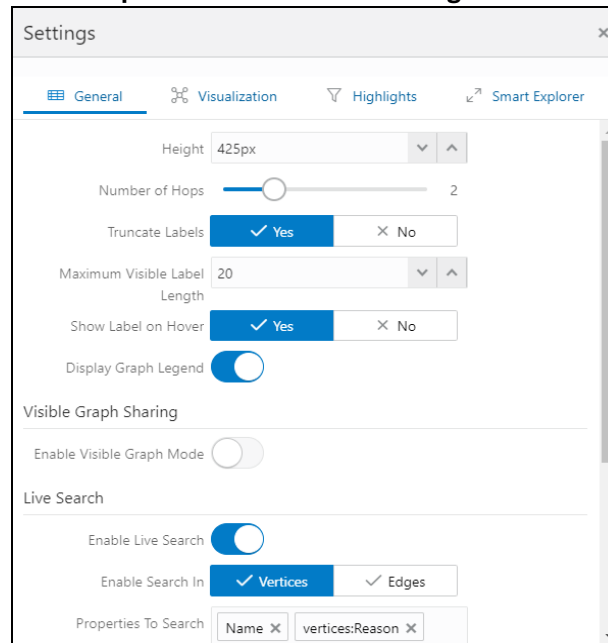 Settings
General Visualization Highlights Smart Explorer
Height 425px
Number of Hops 2
Truncate Labels Yes No
Maximum Visible Label Length 20
Show Label on Hover Yes No
Display Graph Legend
Visible Graph Sharing
Enable Visible Graph Mode
Live Search
Enable Live Search
Enable Search In Vertices Edges
Properties To Search Name vertices:Reason